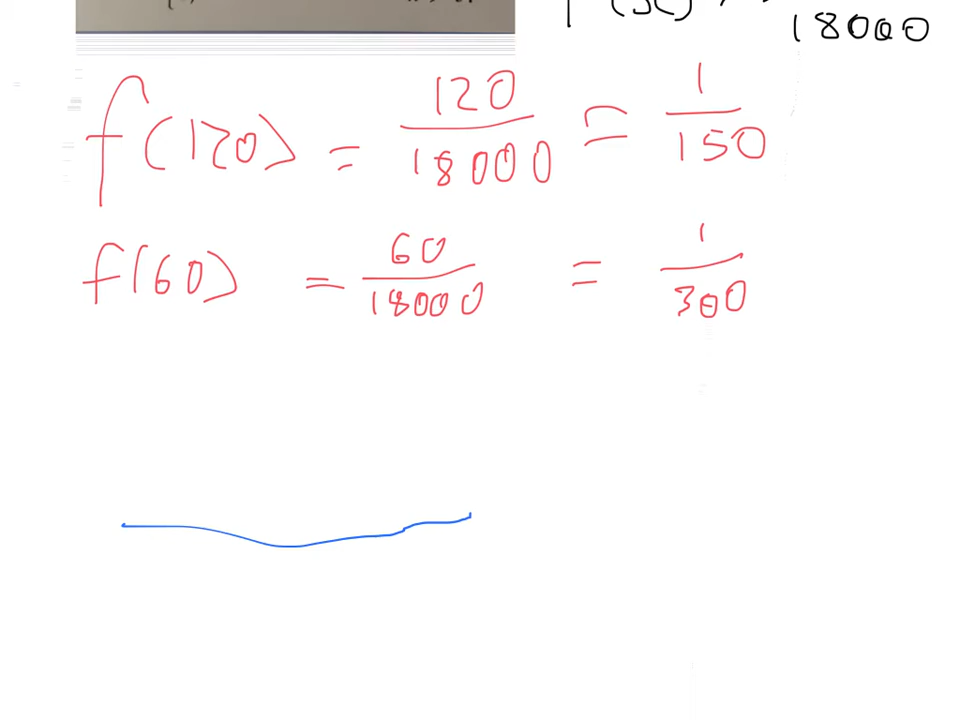 18000
f(120) = 120/18000 = 1/150
f(60) = 60/18000 = 1/300